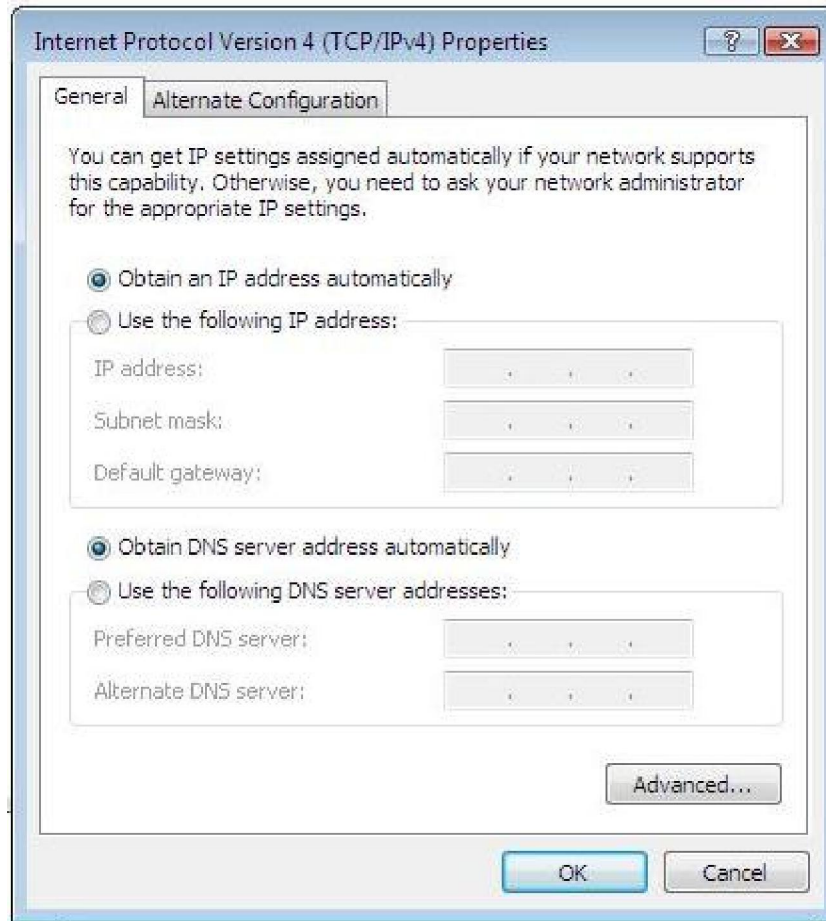 Internet Protocol Version 4 (TCP/IPv4) Properties
General
Alternate Configuration
You can get IP settings assigned automatically if your network supports
this capability. Otherwise, you need to ask your network administrator
for the appropriate IP settings.
Obtain an IP address automatically
Use the following IP address:
IP address:
Subnet mask:
Default gateway:
Obtain DNS server address automatically
Use the following DNS server addresses:
Preferred DNS server:
Alternate DNS server:
Advanced...
OK
Cancel